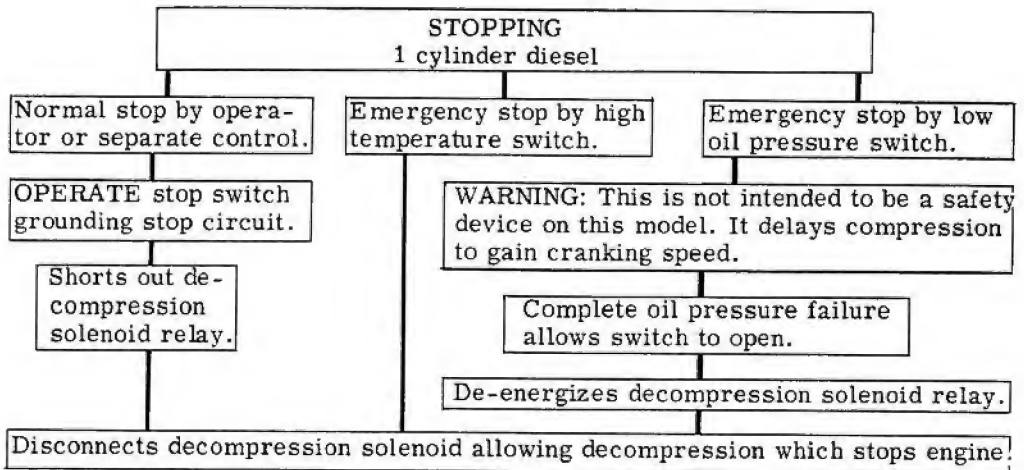 STOPPING
1 cylinder diesel
Normal stop by opera-
tor or separate control.
Emergency stop by high
temperature switch.
Emergency stop by low
oil pressure switch.
OPERATE stop switch
grounding stop circuit.
WARNING: This is not intended to be a safety
device on this model. It delays compression
to gain cranking speed.
Shorts out de-
compression
solenoid relay.
Complete oil pressure failure
allows switch to open.
De-energizes decompression solenoid relay.
Disconnects decompression solenoid allowing decompression which stops engine.